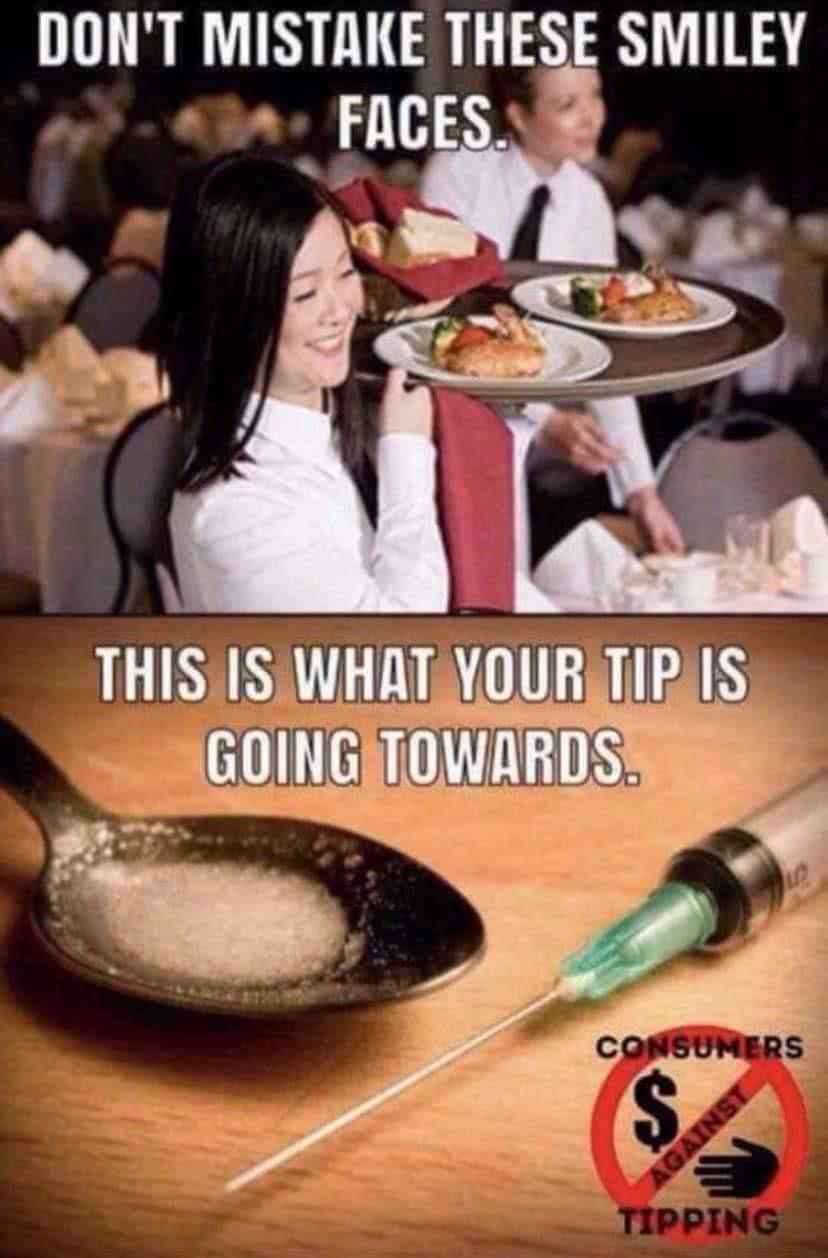 DON'T MISTAKE THESE SMILEY
FACES.
THIS IS WHAT YOUR TIP IS
GOING TOWARDS.
CONSUMERS
$
AGAINST
TIPPING